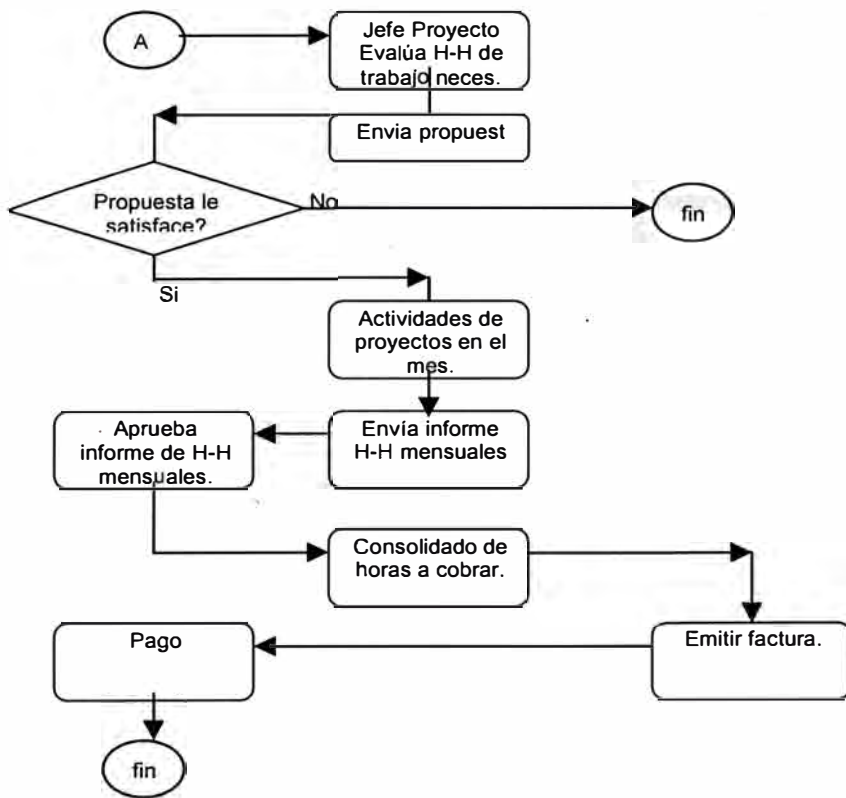 A
Jefe Proyecto
Evalúa H-H de
trabajo neces.
Envia propuest
Propuesta le
satisface?
No
fin
Si
Actividades de
proyectos en el
mes.
Aprueba
informe de H-H
mensuales.
Envía informe
H-H mensuales
Consolidado de
horas a cobrar.
Pago
Emitir factura.
fin